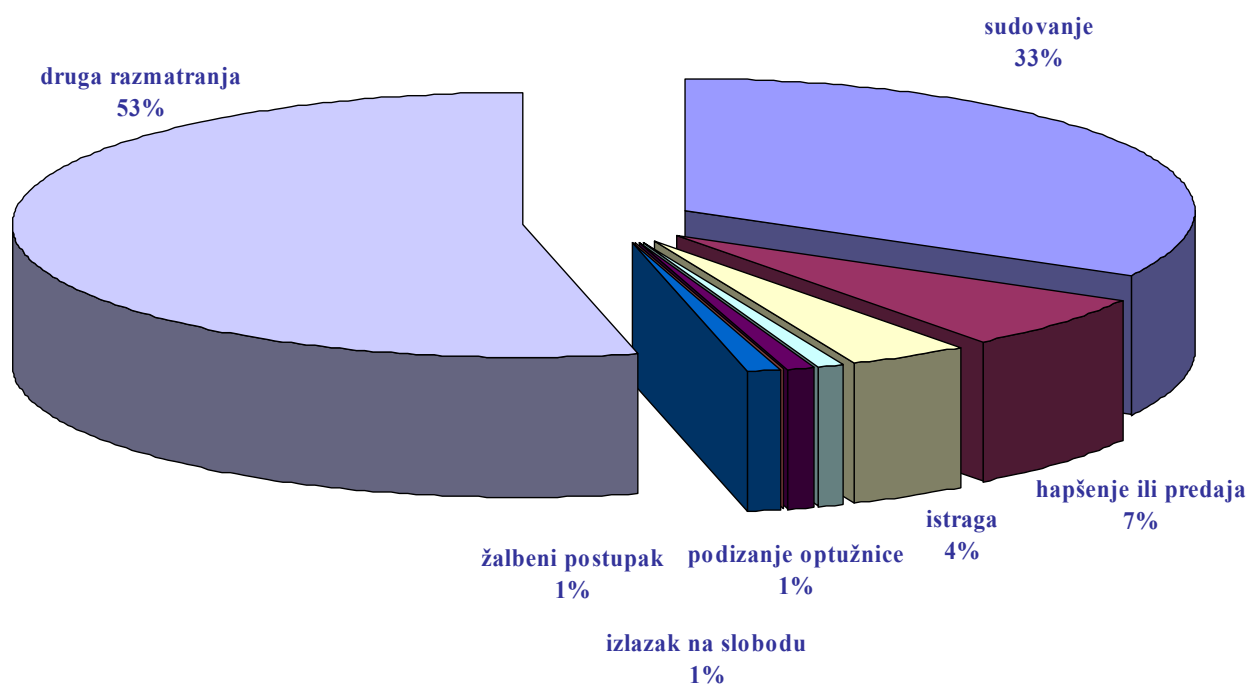 sudovanje
33%
druga razmatranja
53%
hapšenje ili predaja
7%
istraga
4%
podizanje optužnice
1%
žalbeni postupak
1%
izlazak na slobodu
1%